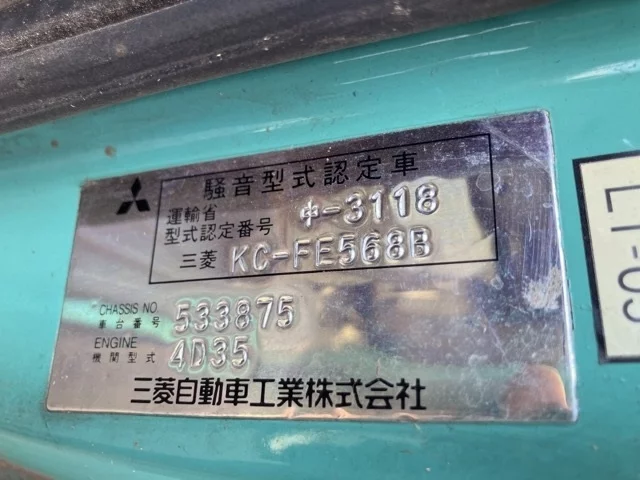 騒音型式認定車
運輸省
型式認定番号 中-3118
三菱 KC-FE568B
CHASSIS NO.
車台番号 533875
ENGINE
機関型式 4D35
三菱自動車工業株式会社